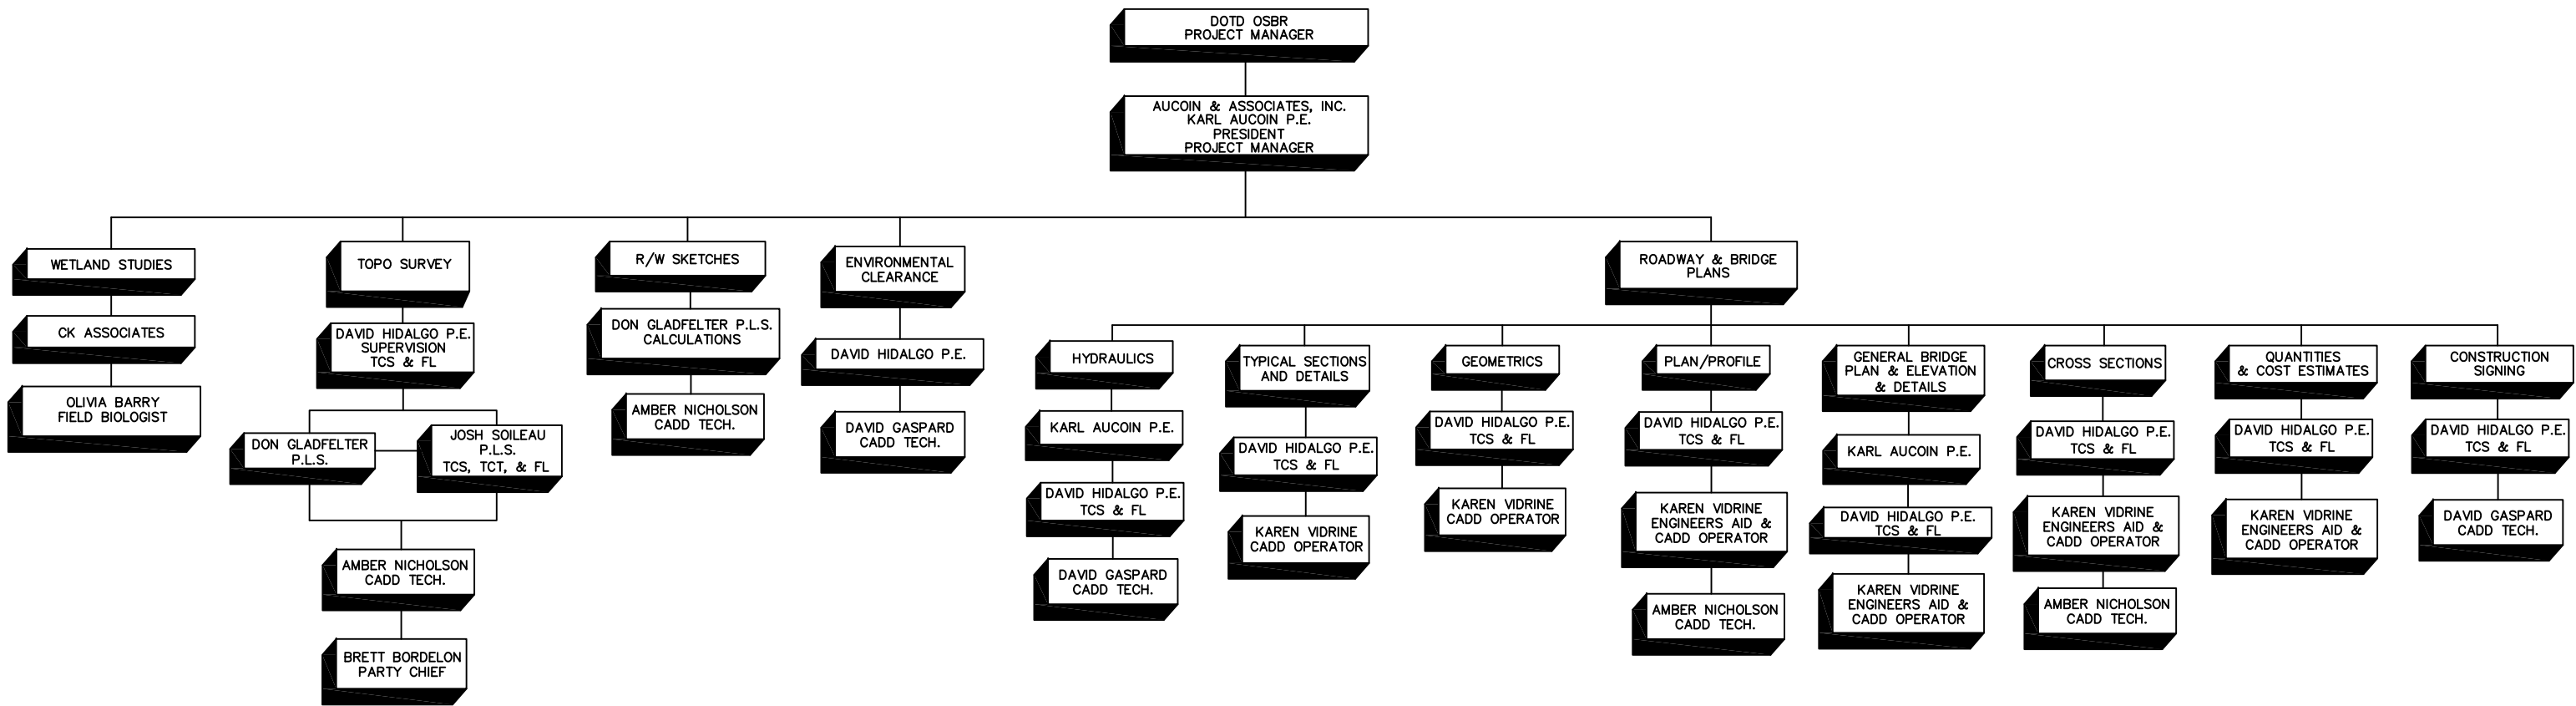 DOTD OSBR
PROJECT MANAGER
AUCOIN & ASSOCIATES, INC.
KARL AUCOIN P.E.
PRESIDENT
PROJECT MANAGER
WETLAND STUDIES
CK ASSOCIATES
OLIVIA BARRY
FIELD BIOLOGIST
TOPO SURVEY
DAVID HIDALGO P.E.
SUPERVISION
TCS & FL
DON GLADFELTER
P.L.S.
JOSH SOILEAU
P.L.S.
TCS, TCT, & FL
AMBER NICHOLSON
CADD TECH.
BRETT BORDELON
PARTY CHIEF
R/W SKETCHES
DON GLADFELTER P.L.S.
CALCULATIONS
AMBER NICHOLSON
CADD TECH.
ENVIRONMENTAL
CLEARANCE
DAVID HIDALGO P.E.
DAVID GASPARD
CADD TECH.
ROADWAY & BRIDGE
PLANS
HYDRAULICS
KARL AUCOIN P.E.
DAVID HIDALGO P.E.
TCS & FL
DAVID GASPARD
CADD TECH.
TYPICAL SECTIONS
AND DETAILS
DAVID HIDALGO P.E.
TCS & FL
KAREN VIDRINE
CADD OPERATOR
GEOMETRICS
DAVID HIDALGO P.E.
TCS & FL
KAREN VIDRINE
CADD OPERATOR
PLAN/PROFILE
DAVID HIDALGO P.E.
TCS & FL
KAREN VIDRINE
ENGINEERS AID &
CADD OPERATOR
AMBER NICHOLSON
CADD TECH.
GENERAL BRIDGE
PLAN & ELEVATION
& DETAILS
KARL AUCOIN P.E.
DAVID HIDALGO P.E.
TCS & FL
KAREN VIDRINE
ENGINEERS AID &
CADD OPERATOR
CROSS SECTIONS
DAVID HIDALGO P.E.
TCS & FL
KAREN VIDRINE
ENGINEERS AID &
CADD OPERATOR
AMBER NICHOLSON
CADD TECH.
QUANTITIES
& COST ESTIMATES
DAVID HIDALGO P.E.
TCS & FL
KAREN VIDRINE
ENGINEERS AID &
CADD OPERATOR
CONSTRUCTION
SIGNING
DAVID HIDALGO P.E.
TCS & FL
DAVID GASPARD
CADD TECH.